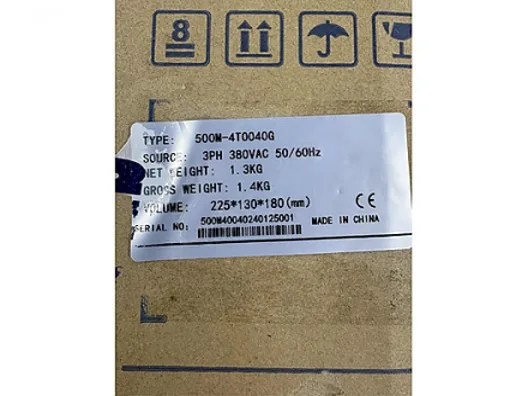 8
TYPE: 500M-4T0040G
SOURCE: 3PH 380VAC 50/60Hz
NET WEIGHT: 1.3KG
GROSS WEIGHT: 1.4KG
VOLUME: 225*130*180(mm) CE
SERIAL NO: 500M40040240125001 MADE IN CHINA